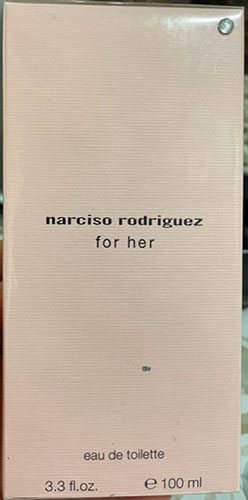 narciso rodriguez
for her
eau de toilette
3.3 fl.oz. ℮ 100 ml